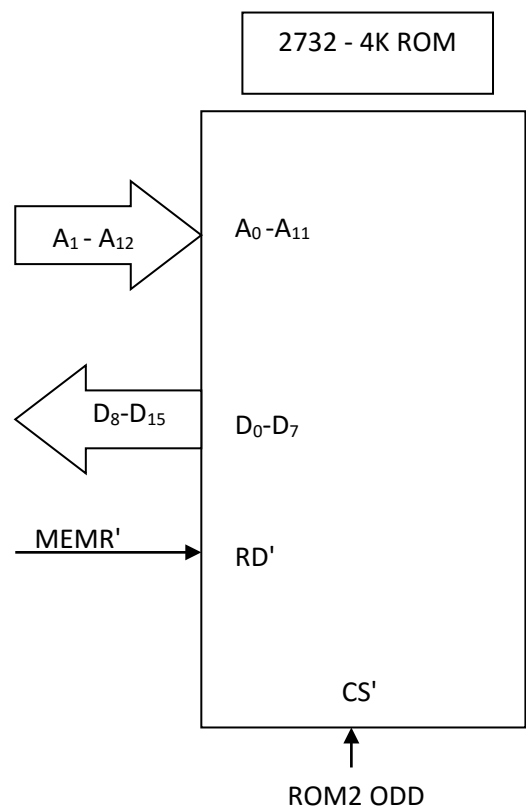 2732 - 4K ROM
A₁ - A₁₂
A₀ -A₁₁
D₈-D₁₅
D₀-D₇
MEMR'
RD'
CS'
ROM2 ODD